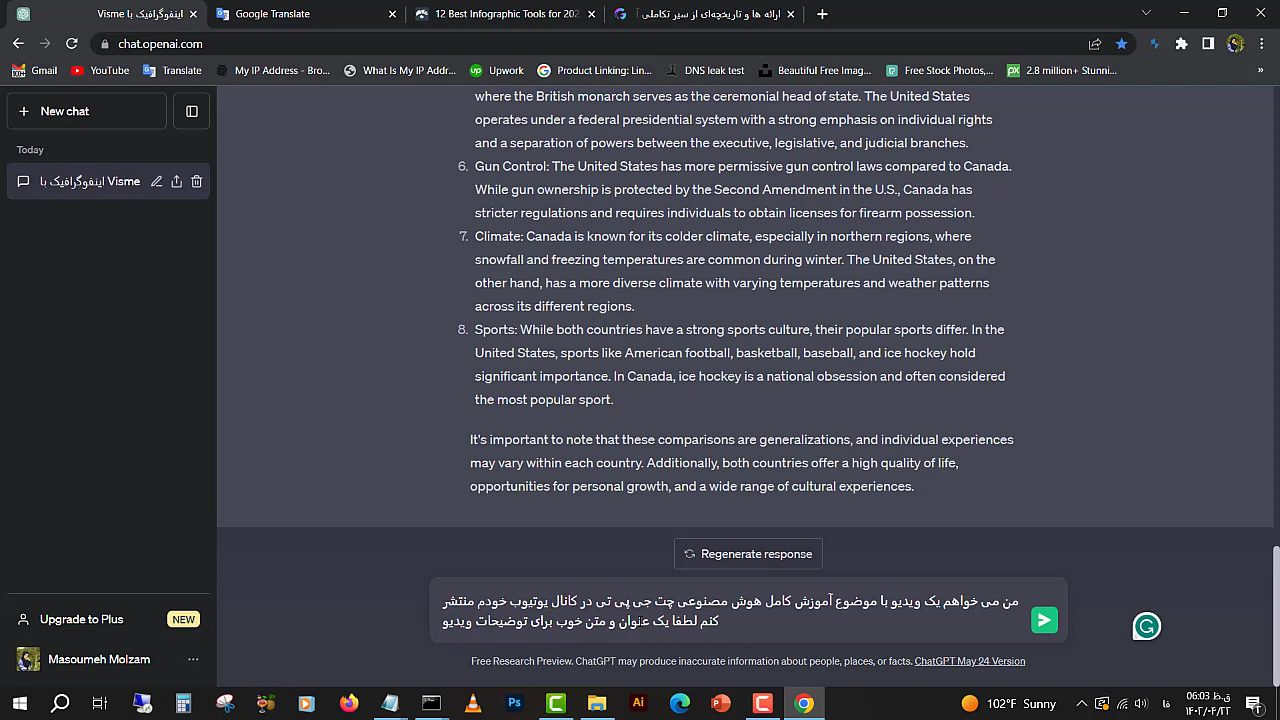 اینفوگرافیک با Visme
Google Translate
12 Best Infographic Tools for 202
ارائه ها و تاریخچه‌ای از سیر تکاملی
chat.openai.com
Gmail
YouTube
Translate
My IP Address - Bro...
What Is My IP Addr...
Upwork
Product Linking: Lin...
DNS leak test
Beautiful Free Imag...
Free Stock Photos,...
2.8 million+ Stunni...
»
New chat
Today
اینفوگرافیک با Visme
where the British monarch serves as the ceremonial head of state. The United States
operates under a federal presidential system with a strong emphasis on individual rights
and a separation of powers between the executive, legislative, and judicial branches.
6. Gun Control: The United States has more permissive gun control laws compared to Canada.
While gun ownership is protected by the Second Amendment in the U.S., Canada has
stricter regulations and requires individuals to obtain licenses for firearm possession.
7. Climate: Canada is known for its colder climate, especially in northern regions, where
snowfall and freezing temperatures are common during winter. The United States, on the
other hand, has a more diverse climate with varying temperatures and weather patterns
across its different regions.
8. Sports: While both countries have a strong sports culture, their popular sports differ. In the
United States, sports like American football, basketball, baseball, and ice hockey hold
significant importance. In Canada, ice hockey is a national obsession and often considered
the most popular sport.
It's important to note that these comparisons are generalizations, and individual experiences
may vary within each country. Additionally, both countries offer a high quality of life,
opportunities for personal growth, and a wide range of cultural experiences.
Regenerate response
من می خواهم یک ویدیو با موضوع آموزش کامل هوش مصنوعی چت جی پی تی در کانال یوتیوب خودم منتشر
کنم لطفا یک عنوان و متن خوب برای توضیحات ویدیو
Free Research Preview. ChatGPT may produce inaccurate information about people, places, or facts. ChatGPT May 24 Version
Upgrade to Plus
NEW
Masoumeh Molzam
102°F Sunny
فا
06:03 ق.ظ